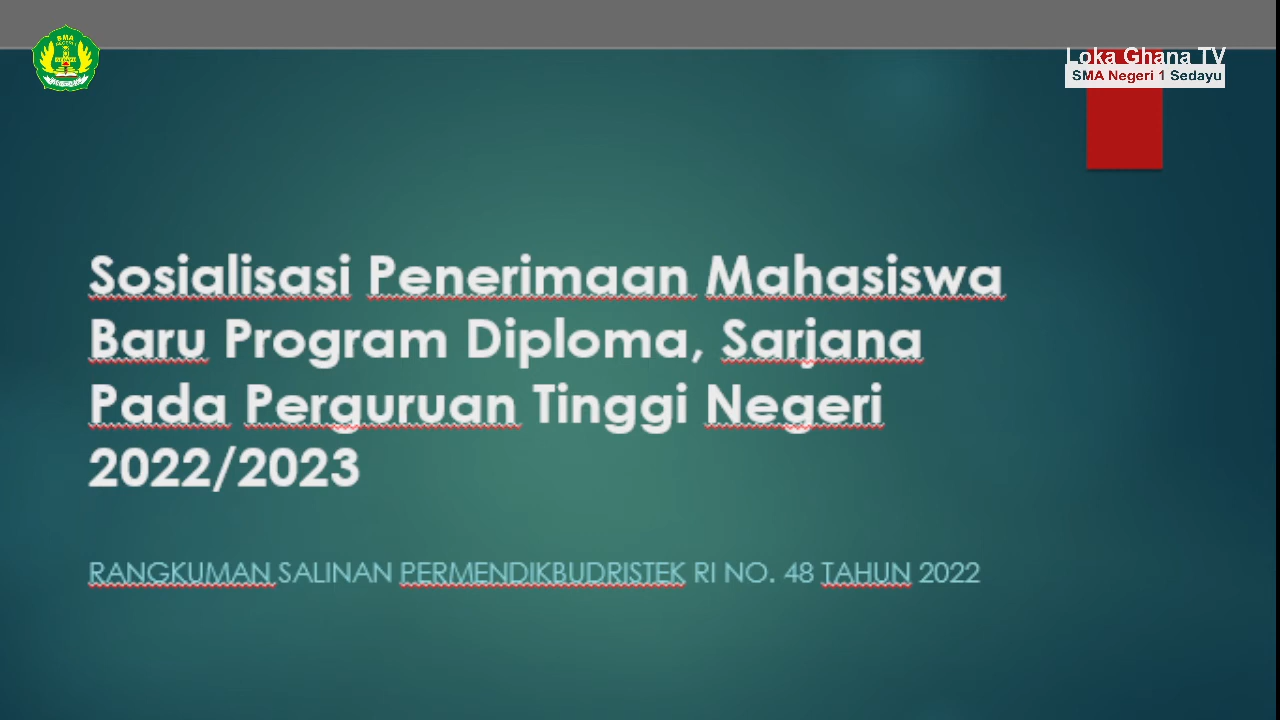 Loka Ghana TV
SMA Negeri 1 Sedayu
Sosialisasi Penerimaan Mahasiswa
Baru Program Diploma, Sarjana
Pada Perguruan Tinggi Negeri
2022/2023
RANGKUMAN SALINAN PERMENDIKBUDRISTEK RI NO. 48 TAHUN 2022